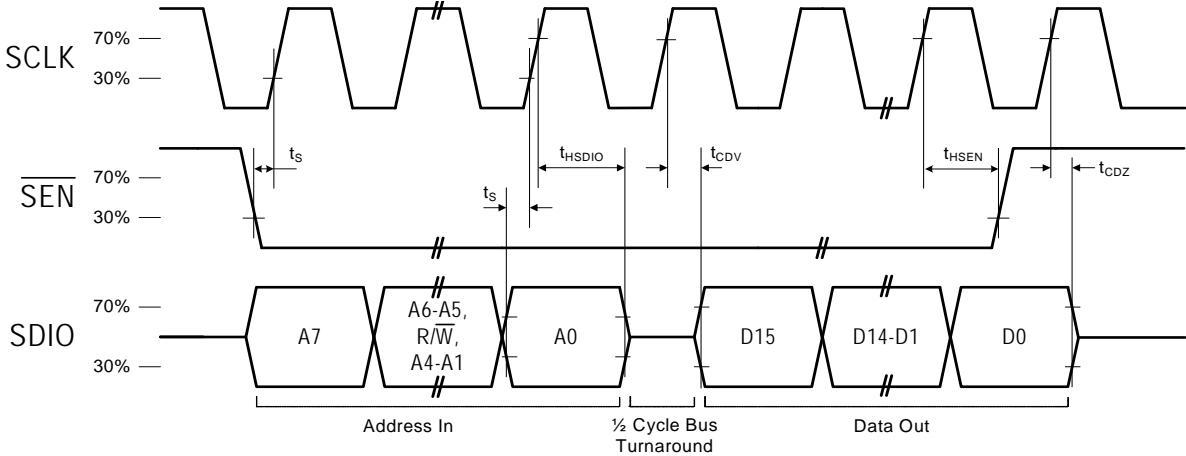 SCLK
70%
30%
SEN
70%
30%
tS
tS
tHSDIO
tCDV
tHSEN
tCDZ
SDIO
70%
30%
A7
A6-A5,
R/W,
A4-A1
A0
D15
D14-D1
D0
Address In
½ Cycle Bus
Turnaround
Data Out